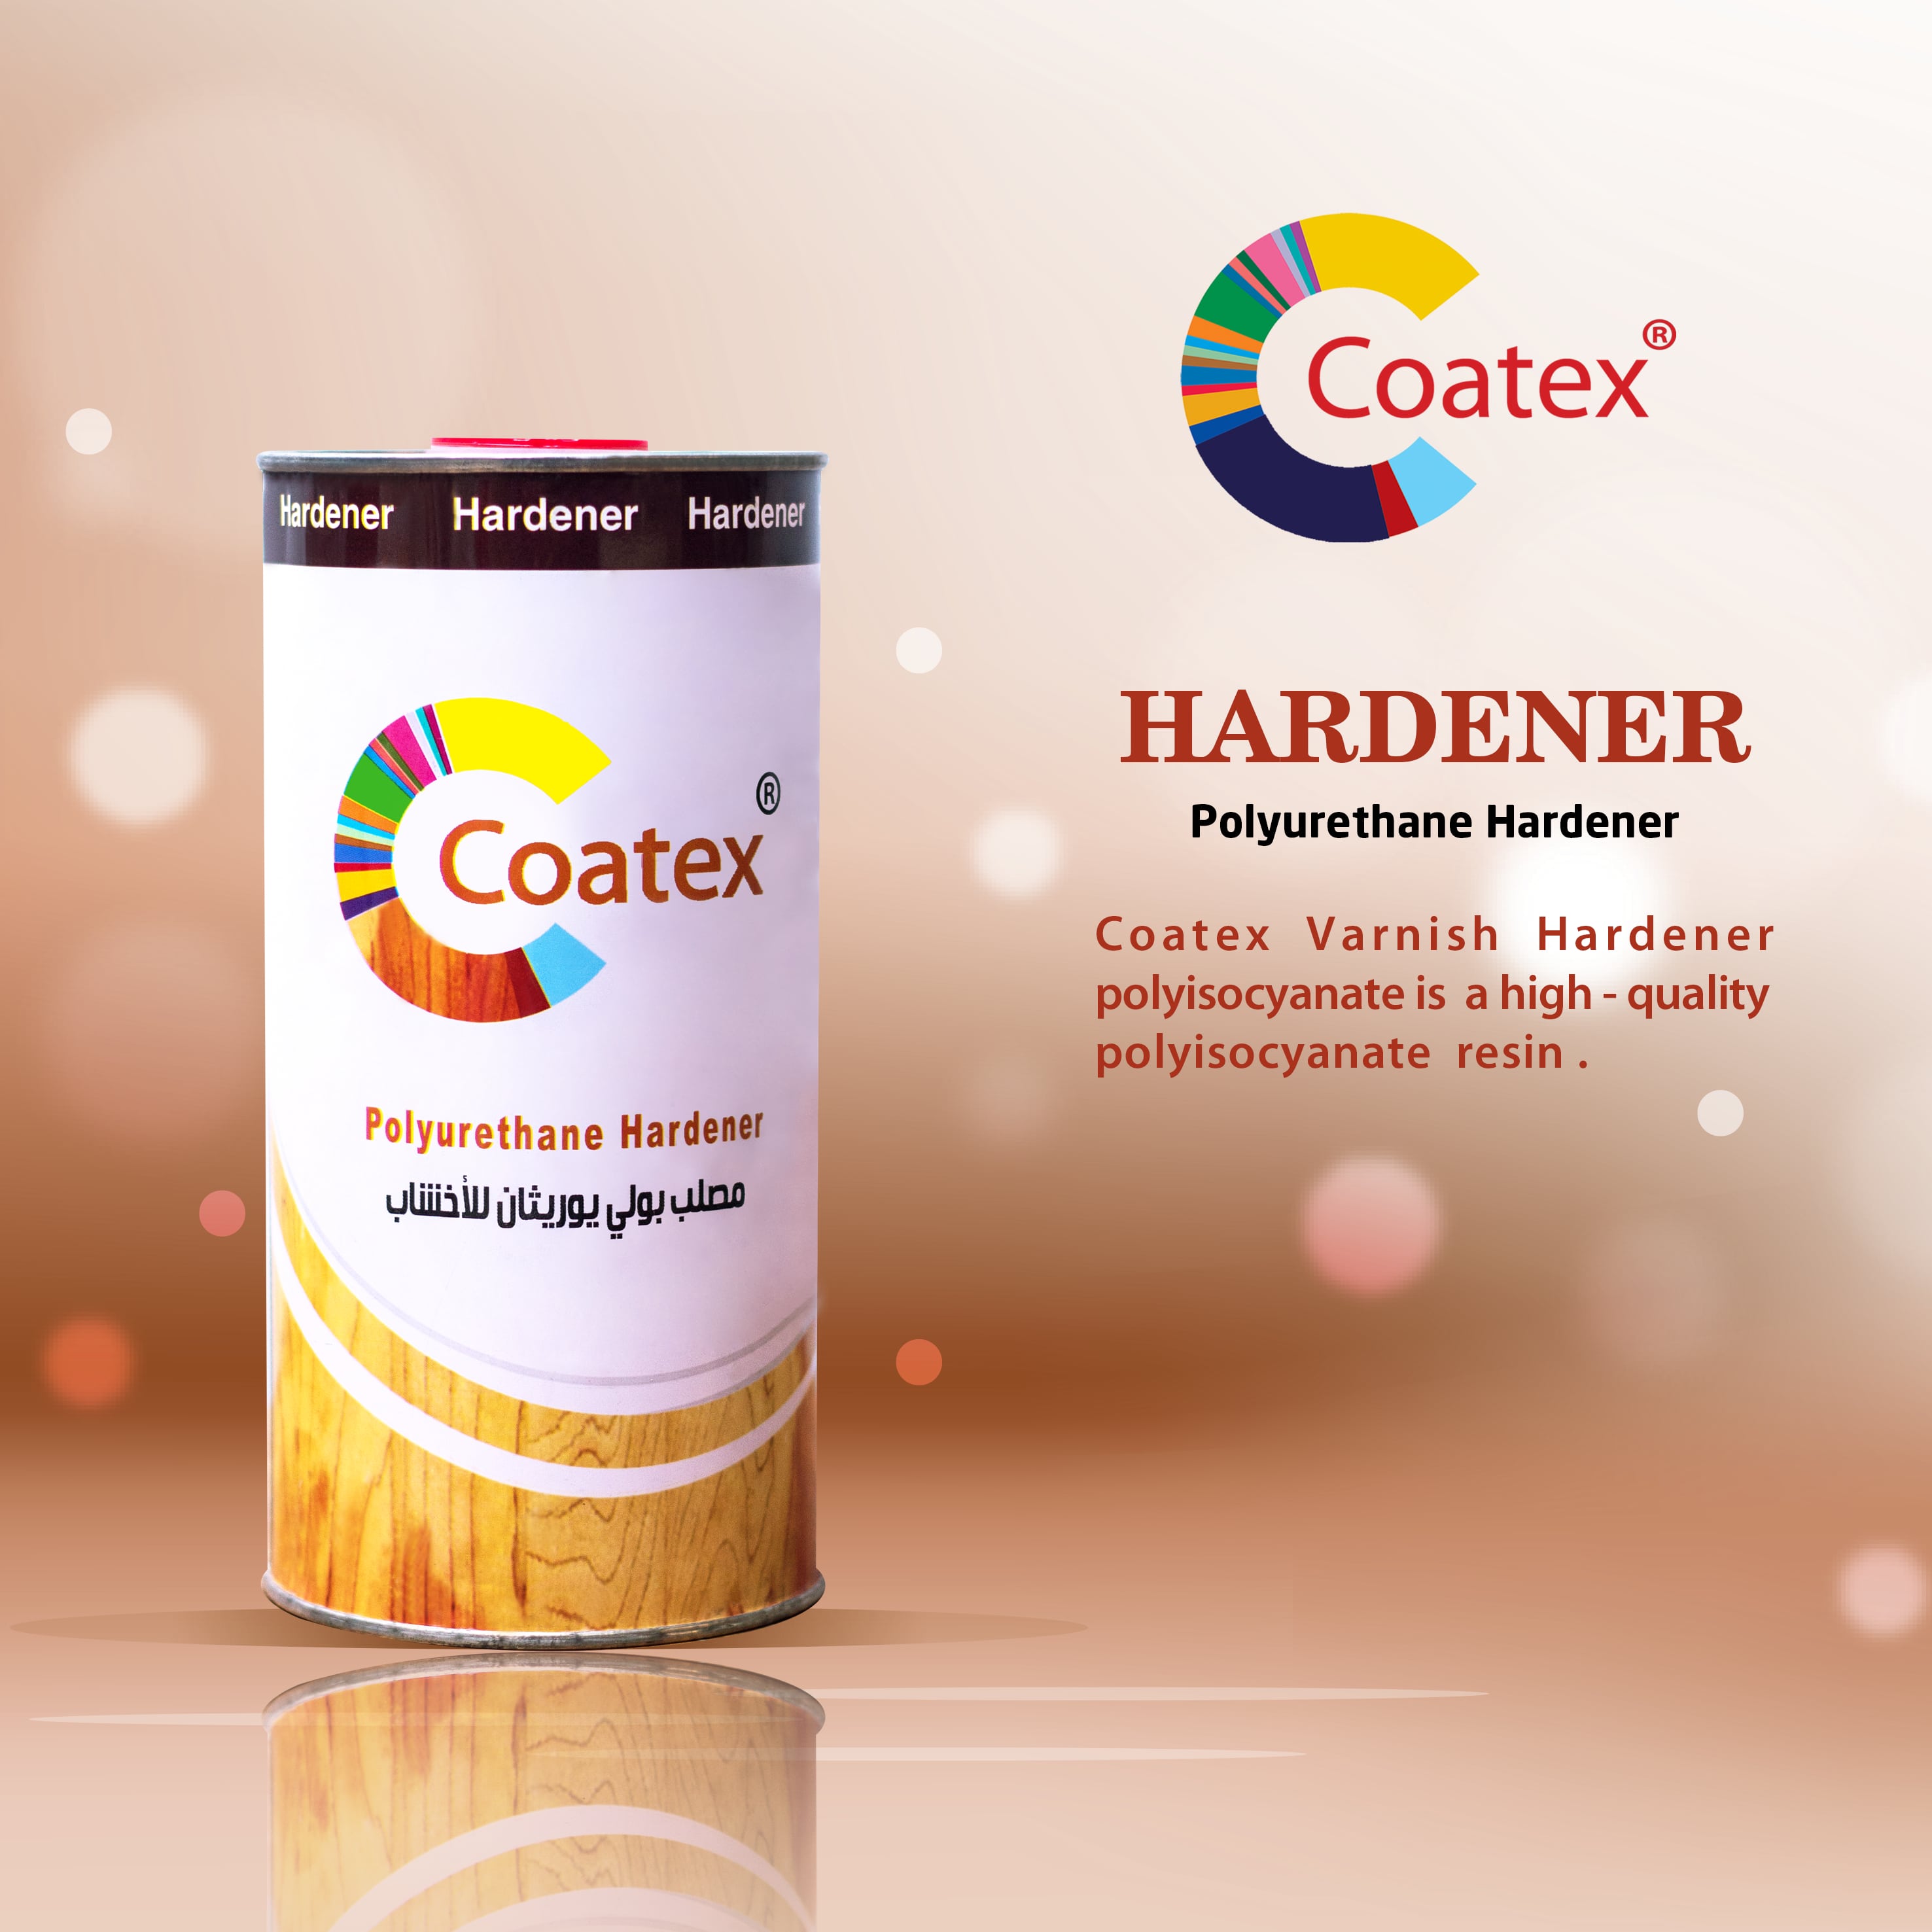 Hardener Hardener Hardener
Coatex®
Polyurethane Hardener
مصلب بولي يوريثان للأخشاب
Coatex®
HARDENER
Polyurethane Hardener
Coatex Varnish Hardener
polyisocyanate is a high - quality
polyisocyanate resin .